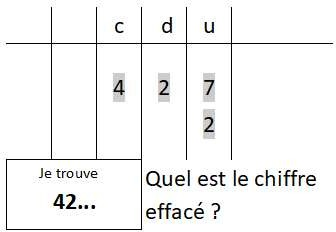 c d u
4 2 7
2
Je trouve
42...
Quel est le chiffre
effacé ?